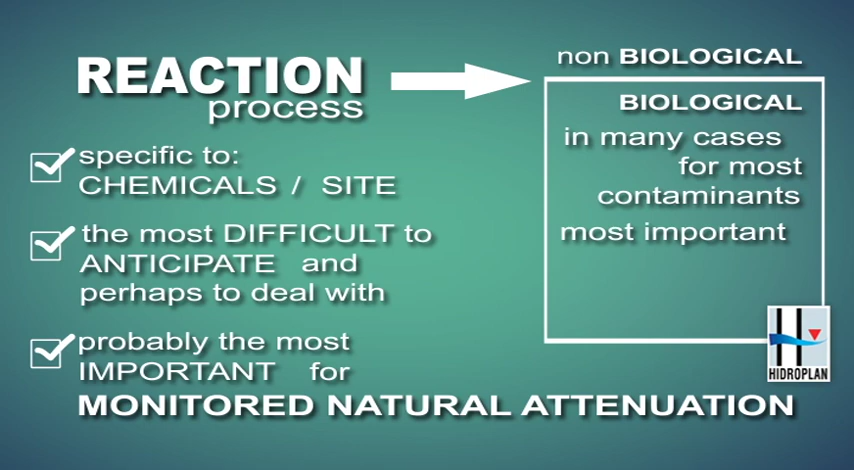 REACTION
process
specific to:
CHEMICALS / SITE
the most DIFFICULT to
ANTICIPATE and
perhaps to deal with
probably the most
IMPORTANT for
MONITORED NATURAL ATTENUATION
non BIOLOGICAL
BIOLOGICAL
in many cases
for most
contaminants
most important
HIDROPLAN